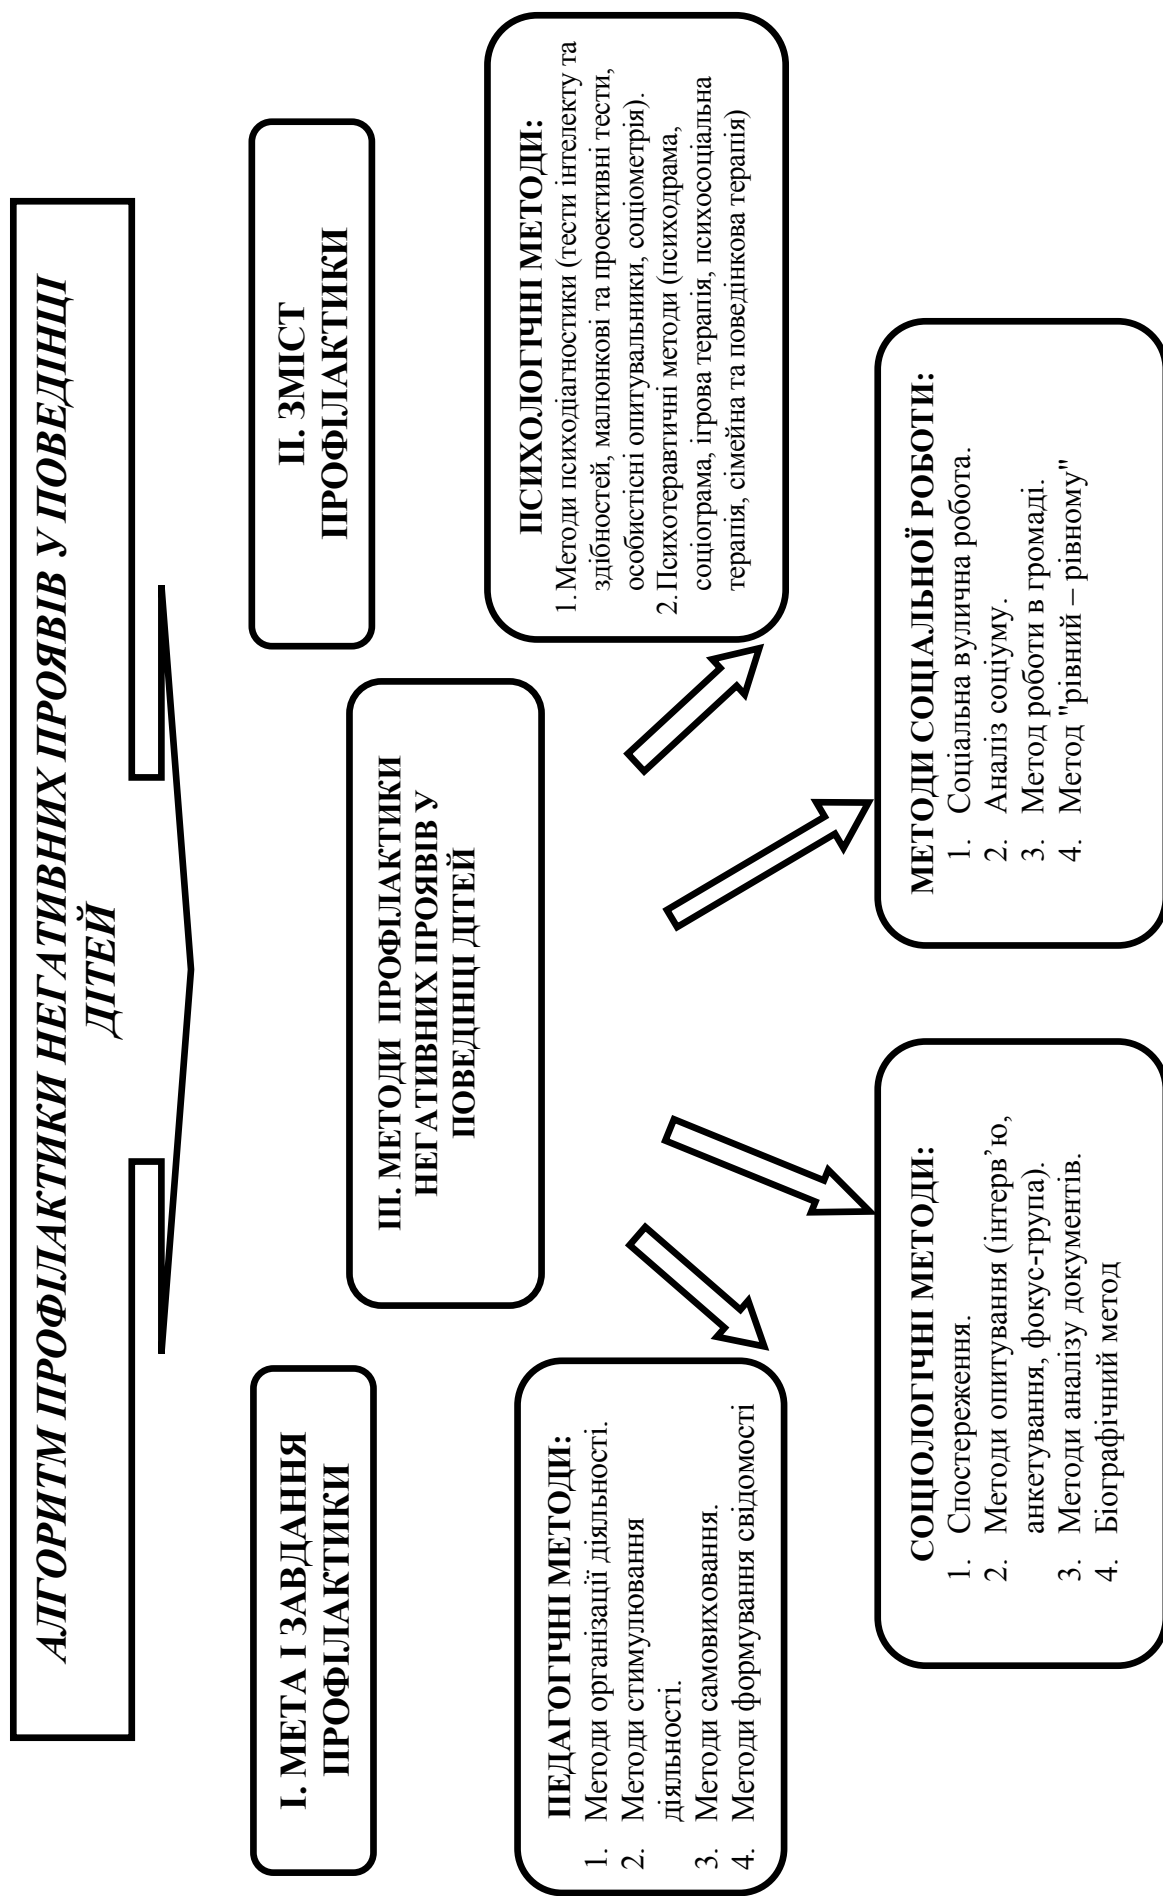 АЛГОРИТМ ПРОФІЛАКТИКИ НЕГАТИВНИХ ПРОЯВІВ У ПОВЕДІНЦІ
ДІТЕЙ
І. МЕТА І ЗАВДАННЯ
ПРОФІЛАКТИКИ
ІІ. ЗМІСТ
ПРОФІЛАКТИКИ
ІІІ. МЕТОДИ ПРОФІЛАКТИКИ
НЕГАТИВНИХ ПРОЯВІВ У
ПОВЕДІНЦІ ДІТЕЙ
ПЕДАГОГІЧНІ МЕТОДИ:
1. Методи організації діяльності.
2. Методи стимулювання
діяльності.
3. Методи самовиховання.
4. Методи формування свідомості
СОЦІОЛОГІЧНІ МЕТОДИ:
1. Спостереження.
2. Методи опитування (інтерв’ю,
анкетування, фокус-група).
3. Методи аналізу документів.
4. Біографічний метод
МЕТОДИ СОЦІАЛЬНОЇ РОБОТИ:
1. Соціальна вулична робота.
2. Аналіз соціуму.
3. Метод роботи в громаді.
4. Метод "рівний – рівному"
ПСИХОЛОГІЧНІ МЕТОДИ:
1. Методи психодіагностики (тести інтелекту та
здібностей, малюнкові та проективні тести,
особистісні опитувальники, соціометрія).
2. Психотеравтичні методи (психодрама,
соціограма, ігрова терапія, психосоціальна
терапія, сімейна та поведінкова терапія)